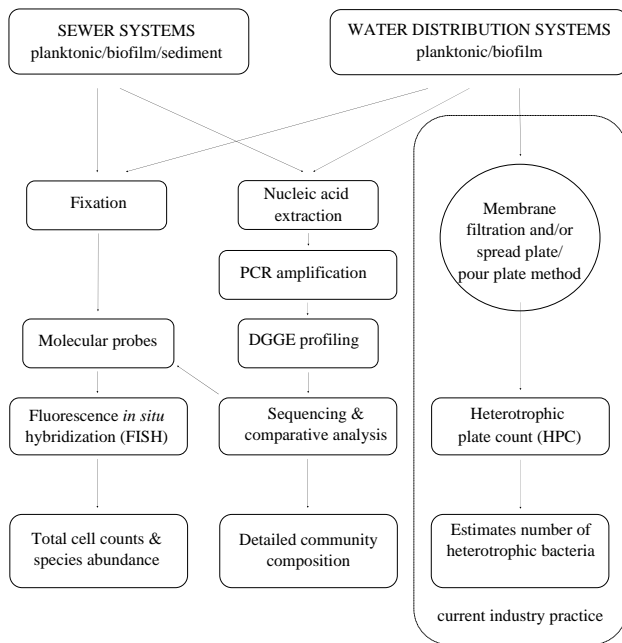 SEWER SYSTEMS
planktonic/biofilm/sediment
WATER DISTRIBUTION SYSTEMS
planktonic/biofilm
Fixation
Nucleic acid
extraction
Membrane
filtration and/or
spread plate/
pour plate method
PCR amplification
Molecular probes
DGGE profiling
Fluorescence in situ
hybridization (FISH)
Sequencing &
comparative analysis
Heterotrophic
plate count (HPC)
Total cell counts &
species abundance
Detailed community
composition
Estimates number of
heterotrophic bacteria
current industry practice